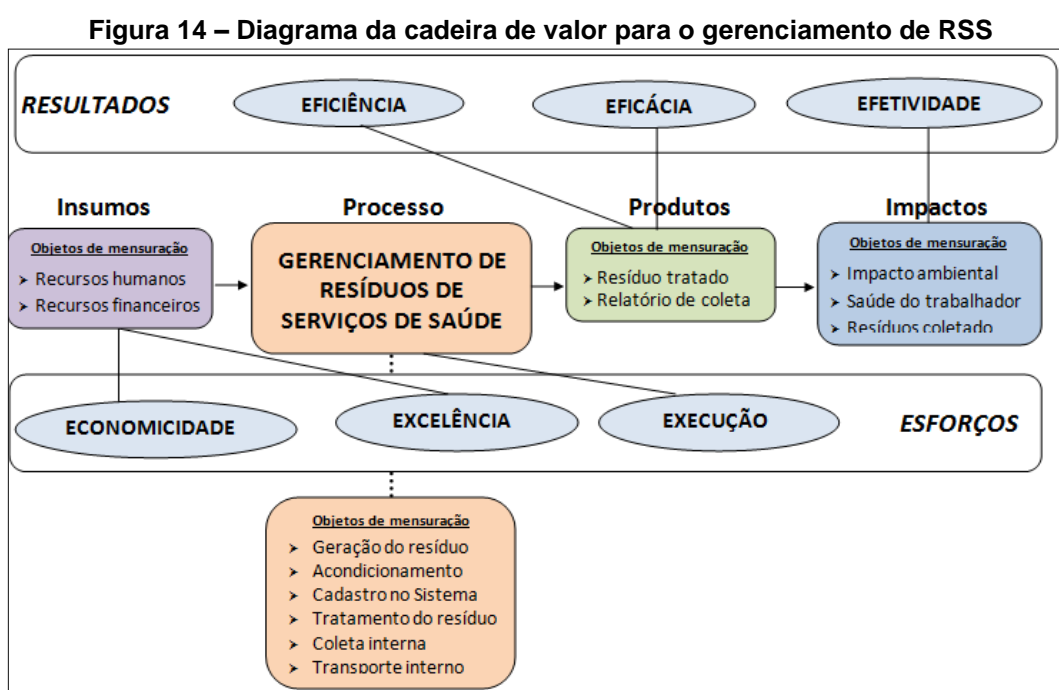 Figura 14 – Diagrama da cadeira de valor para o gerenciamento de RSS
RESULTADOS
EFICIÊNCIA
EFICÁCIA
EFETIVIDADE
Insumos
Objetos de mensuração
➤ Recursos humanos
➤ Recursos financeiros
Processo
GERENCIAMENTO DE
RESÍDUOS DE
SERVIÇOS DE SAÚDE
Produtos
Objetos de mensuração
➤ Resíduo tratado
➤ Relatório de coleta
Impactos
Objetos de mensuração
➤ Impacto ambiental
➤ Saúde do trabalhador
➤ Resíduos coletado
ECONOMICIDADE
EXCELÊNCIA
EXECUÇÃO
ESFORÇOS
Objetos de mensuração
➤ Geração do resíduo
➤ Acondicionamento
➤ Cadastro no Sistema
➤ Tratamento do resíduo
➤ Coleta interna
➤ Transporte interno